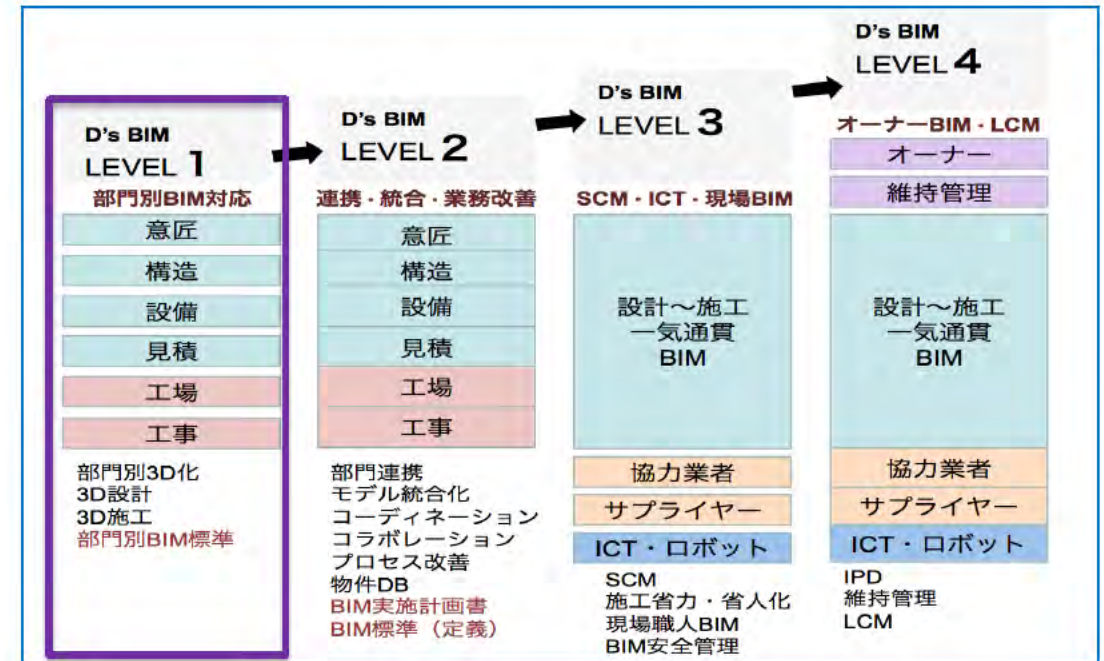 D's BIM
LEVEL 1
部門別BIM対応
意匠
構造
設備
見積
工場
工事
部門別3D化
3D設計
3D施工
部門別BIM標準
D's BIM
LEVEL 2
連携・統合・業務改善
意匠
構造
設備
見積
工場
工事
部門連携
モデル統合化
コーディネーション
コラボレーション
プロセス改善
物件DB
BIM実施計画書
BIM標準（定義）
D's BIM
LEVEL 3
SCM・ICT・現場BIM
設計～施工
一気通貫
BIM
協力業者
サプライヤー
ICT・ロボット
SCM
施工省力・省人化
現場職人BIM
BIM安全管理
D's BIM
LEVEL 4
オーナーBIM・LCM
オーナー
維持管理
設計～施工
一気通貫
BIM
協力業者
サプライヤー
ICT・ロボット
IPD
維持管理
LCM